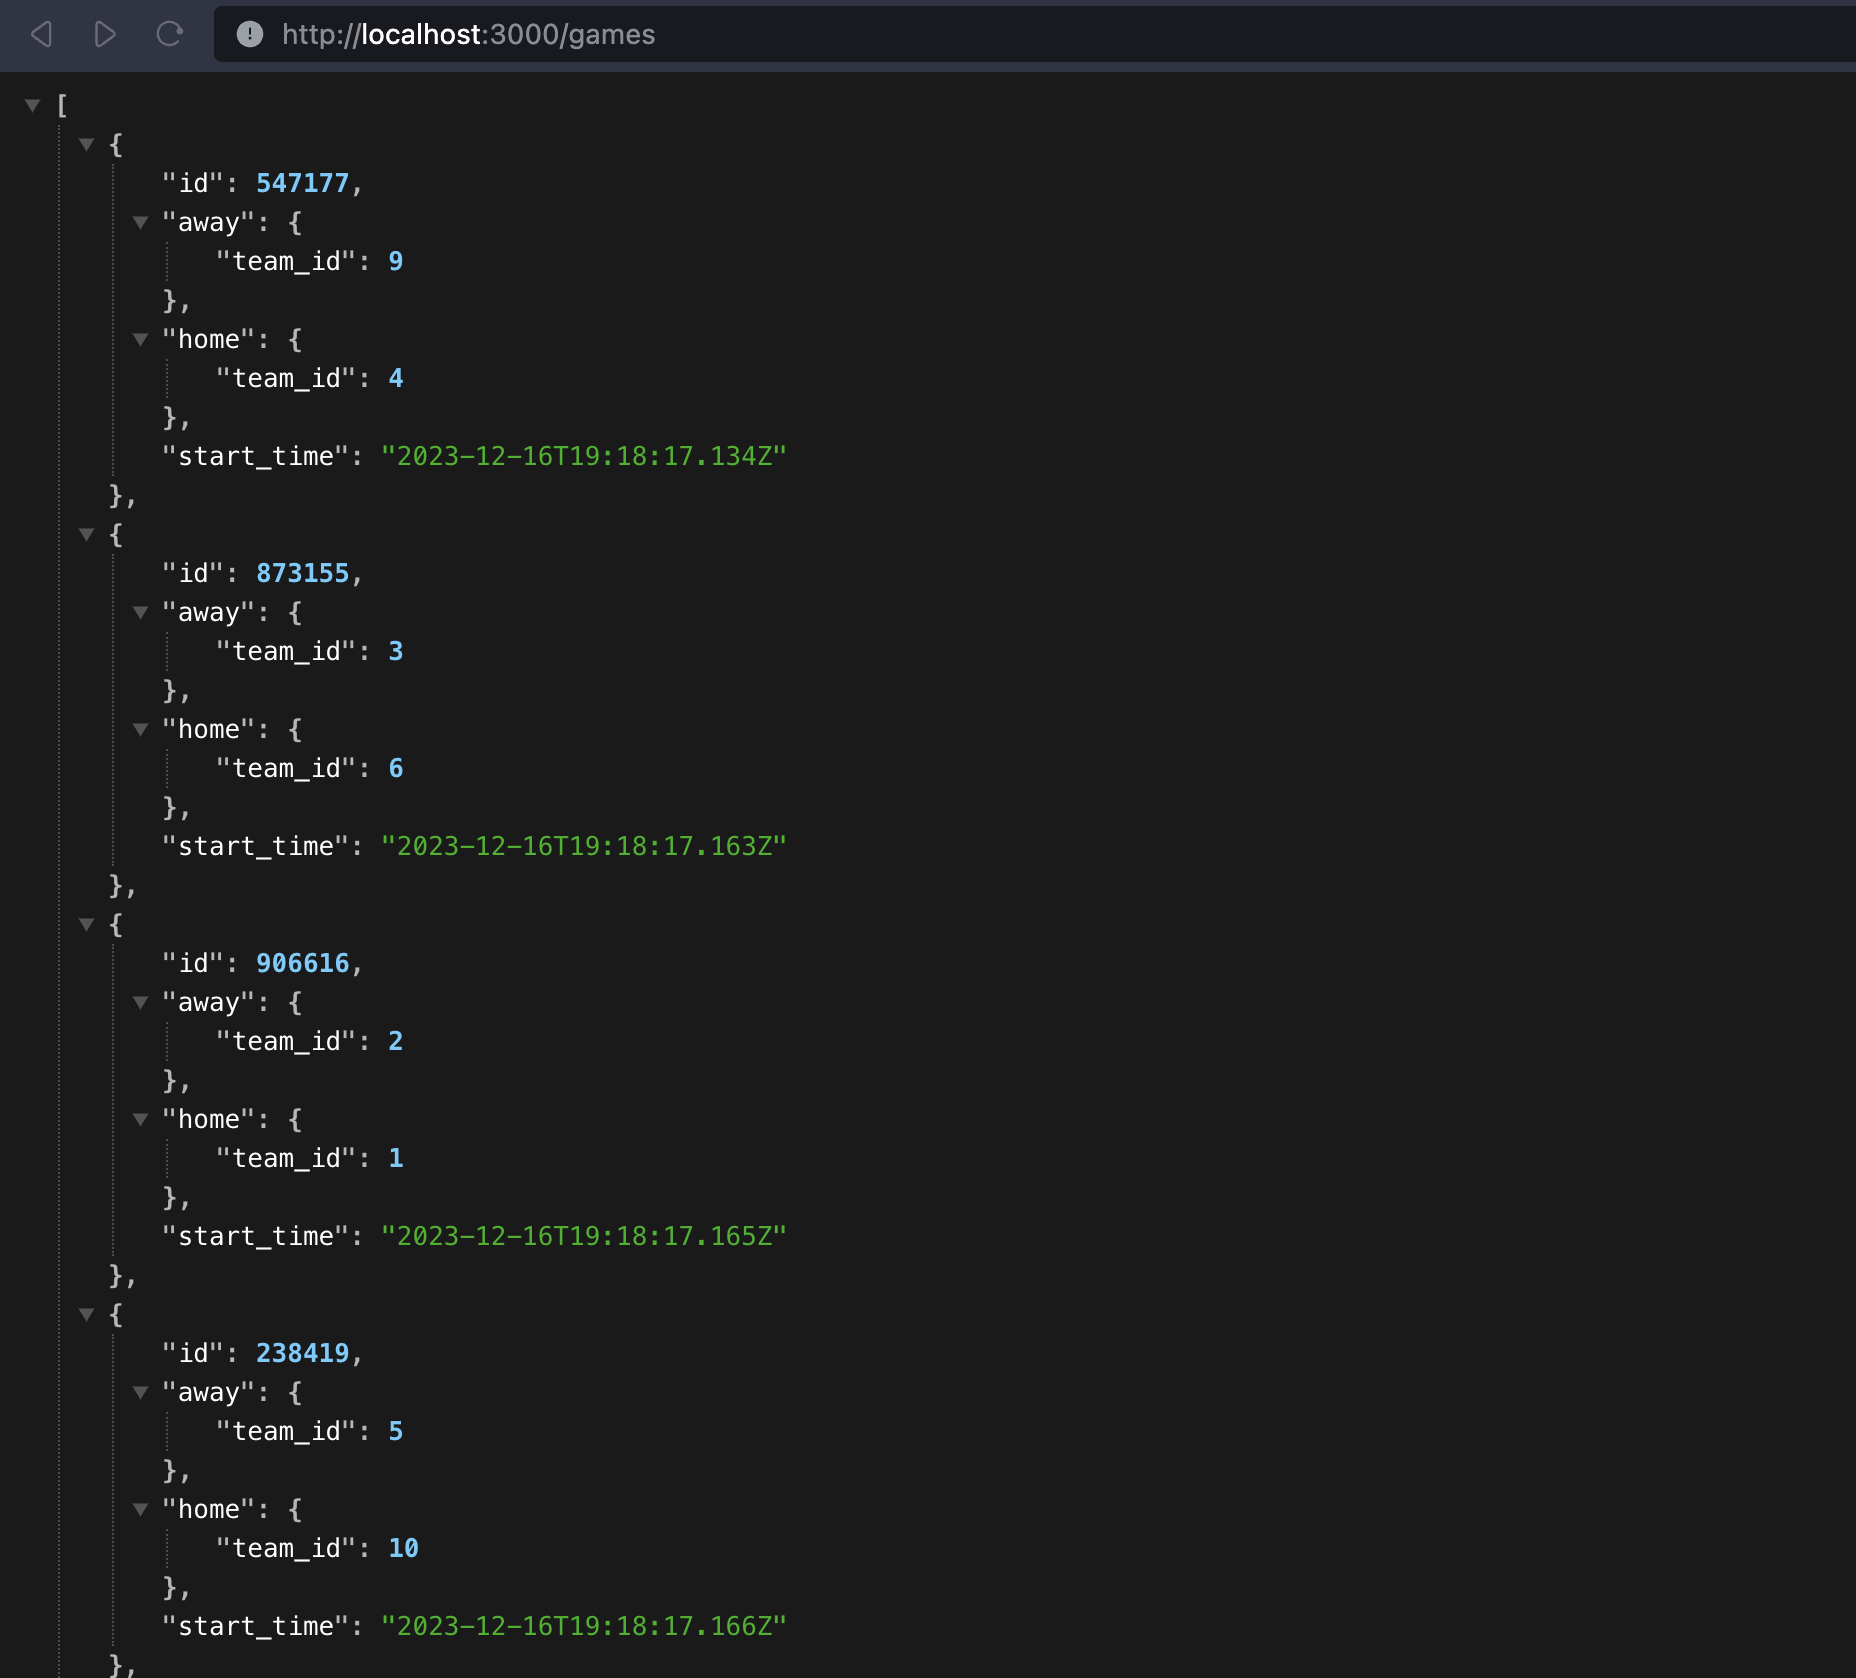 http://localhost:3000/games
[
{
"id": 547177,
"away": {
"team_id": 9
},
"home": {
"team_id": 4
},
"start_time": "2023-12-16T19:18:17.134Z"
},
{
"id": 873155,
"away": {
"team_id": 3
},
"home": {
"team_id": 6
},
"start_time": "2023-12-16T19:18:17.163Z"
},
{
"id": 906616,
"away": {
"team_id": 2
},
"home": {
"team_id": 1
},
"start_time": "2023-12-16T19:18:17.165Z"
},
{
"id": 238419,
"away": {
"team_id": 5
},
"home": {
"team_id": 10
},
"start_time": "2023-12-16T19:18:17.166Z"
},